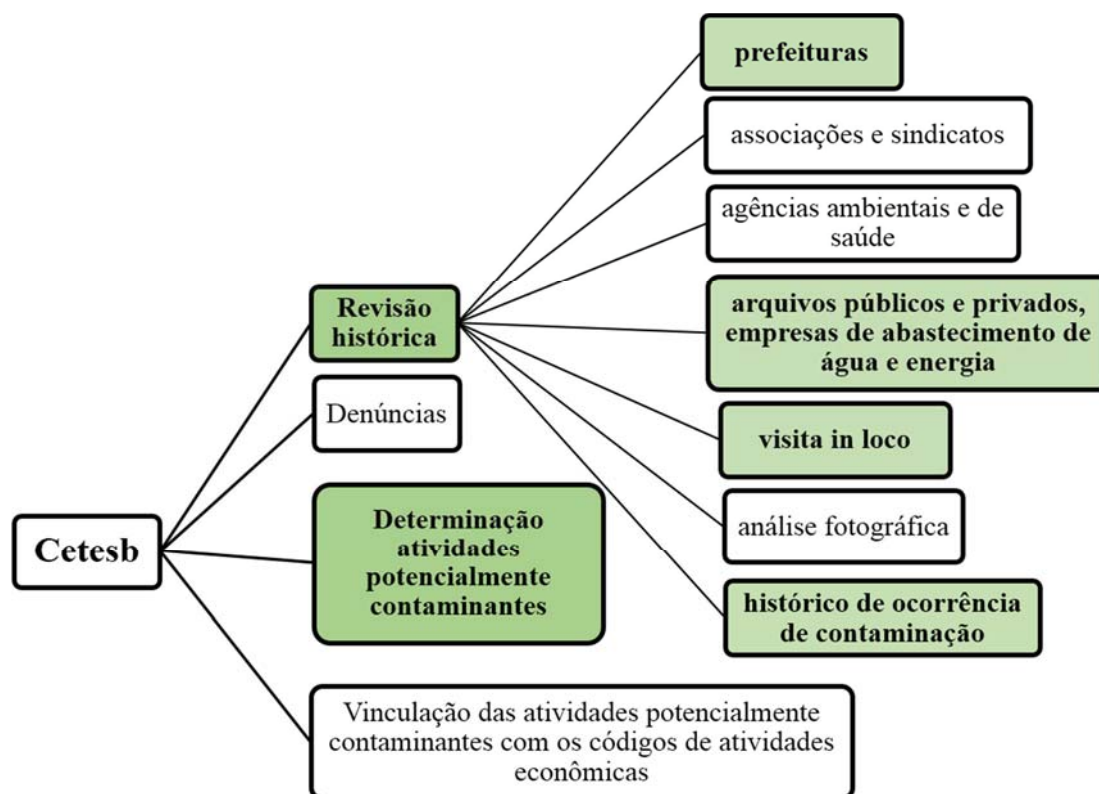 Cetesb
Revisão
histórica
Denúncias
Determinação
atividades
potencialmente
contaminantes
Vinculação das atividades potencialmente
contaminantes com os códigos de atividades
econômicas
prefeituras
associações e sindicatos
agências ambientais e de
saúde
arquivos públicos e privados,
empresas de abastecimento de
água e energia
visita in loco
análise fotográfica
histórico de ocorrência
de contaminação